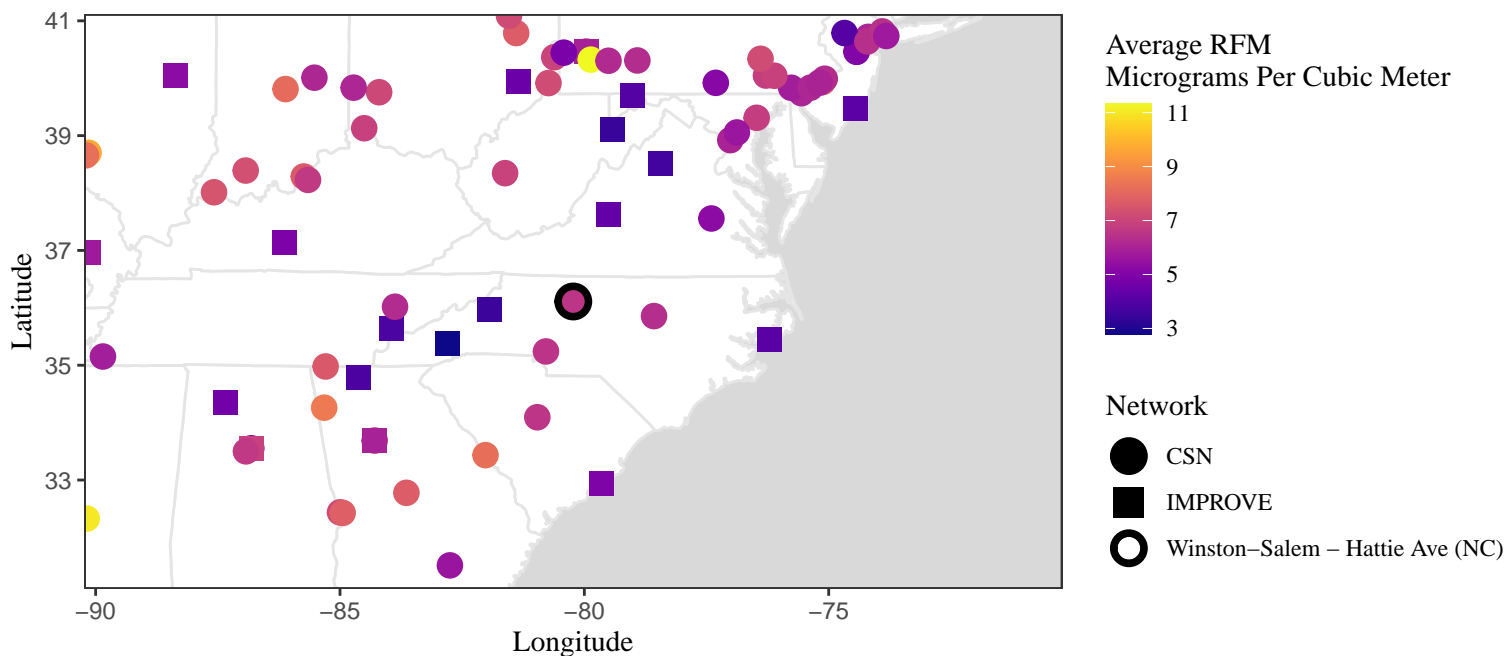 41
39
37
35
33
Latitude
−90
−85
−80
−75
Longitude
Average RFM
Micrograms Per Cubic Meter
11
9
7
5
3
Network
CSN
IMPROVE
Winston−Salem − Hattie Ave (NC)